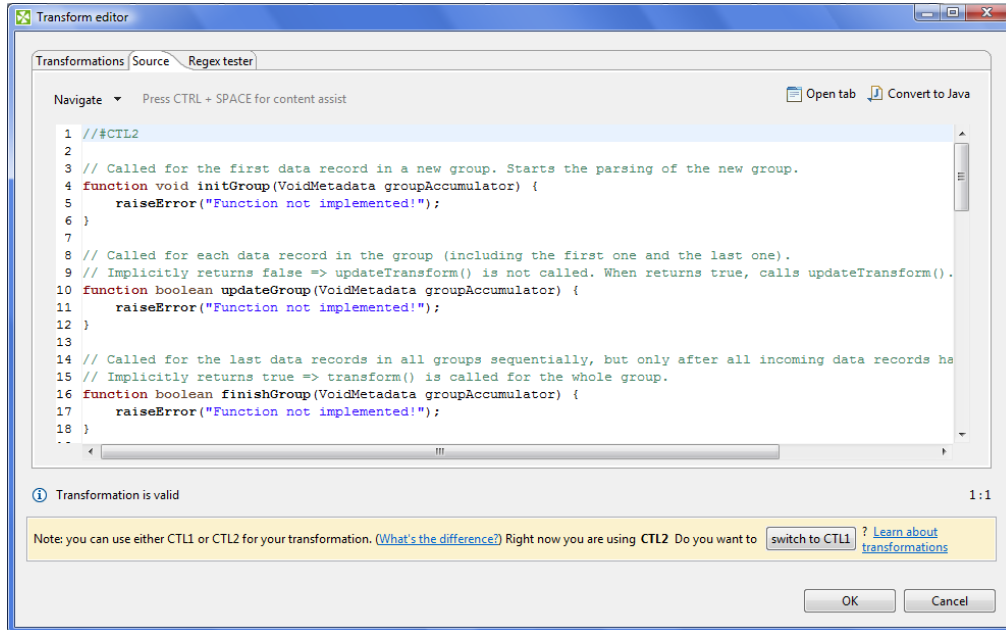 Transform editor
Transformations Source Regex tester
Navigate Press CTRL + SPACE for content assist Open tab Convert to Java
1 //#CTL2
2
3 // Called for the first data record in a new group. Starts the parsing of the new group.
4 function void initGroup(VoidMetadata groupAccumulator) {
5 raiseError("Function not implemented!");
6 }
7
8 // Called for each data record in the group (including the first one and the last one).
9 // Implicitly returns false => updateTransform() is not called. When returns true, calls updateTransform().
10 function boolean updateGroup(VoidMetadata groupAccumulator) {
11 raiseError("Function not implemented!");
12 }
13
14 // Called for the last data records in all groups sequentially, but only after all incoming data records ha
15 // Implicitly returns true => transform() is called for the whole group.
16 function boolean finishGroup(VoidMetadata groupAccumulator) {
17 raiseError("Function not implemented!");
18 }
Transformation is valid 1:1
Note: you can use either CTL1 or CTL2 for your transformation. (What's the difference?) Right now you are using CTL2 Do you want to switch to CTL1 ? Learn about
transformations
OK Cancel